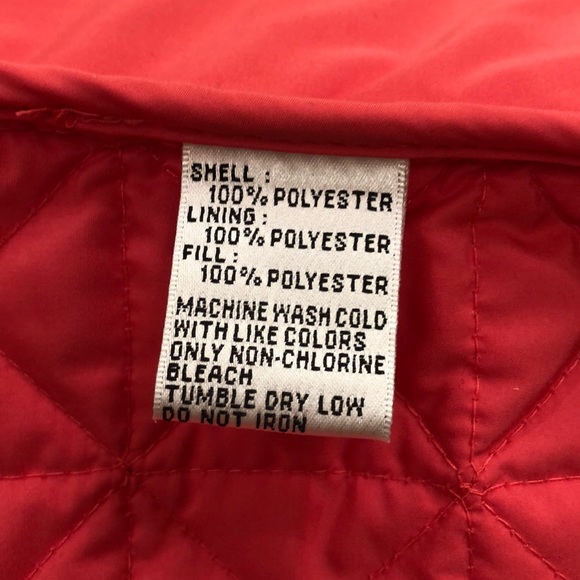 SHELL :
100% POLYESTER
LINING :
100% POLYESTER
FILL :
100% POLYESTER
MACHINE WASH COLD
WITH LIKE COLORS
ONLY NON-CHLORINE
BLEACH
TUMBLE DRY LOW
DO NOT IRON